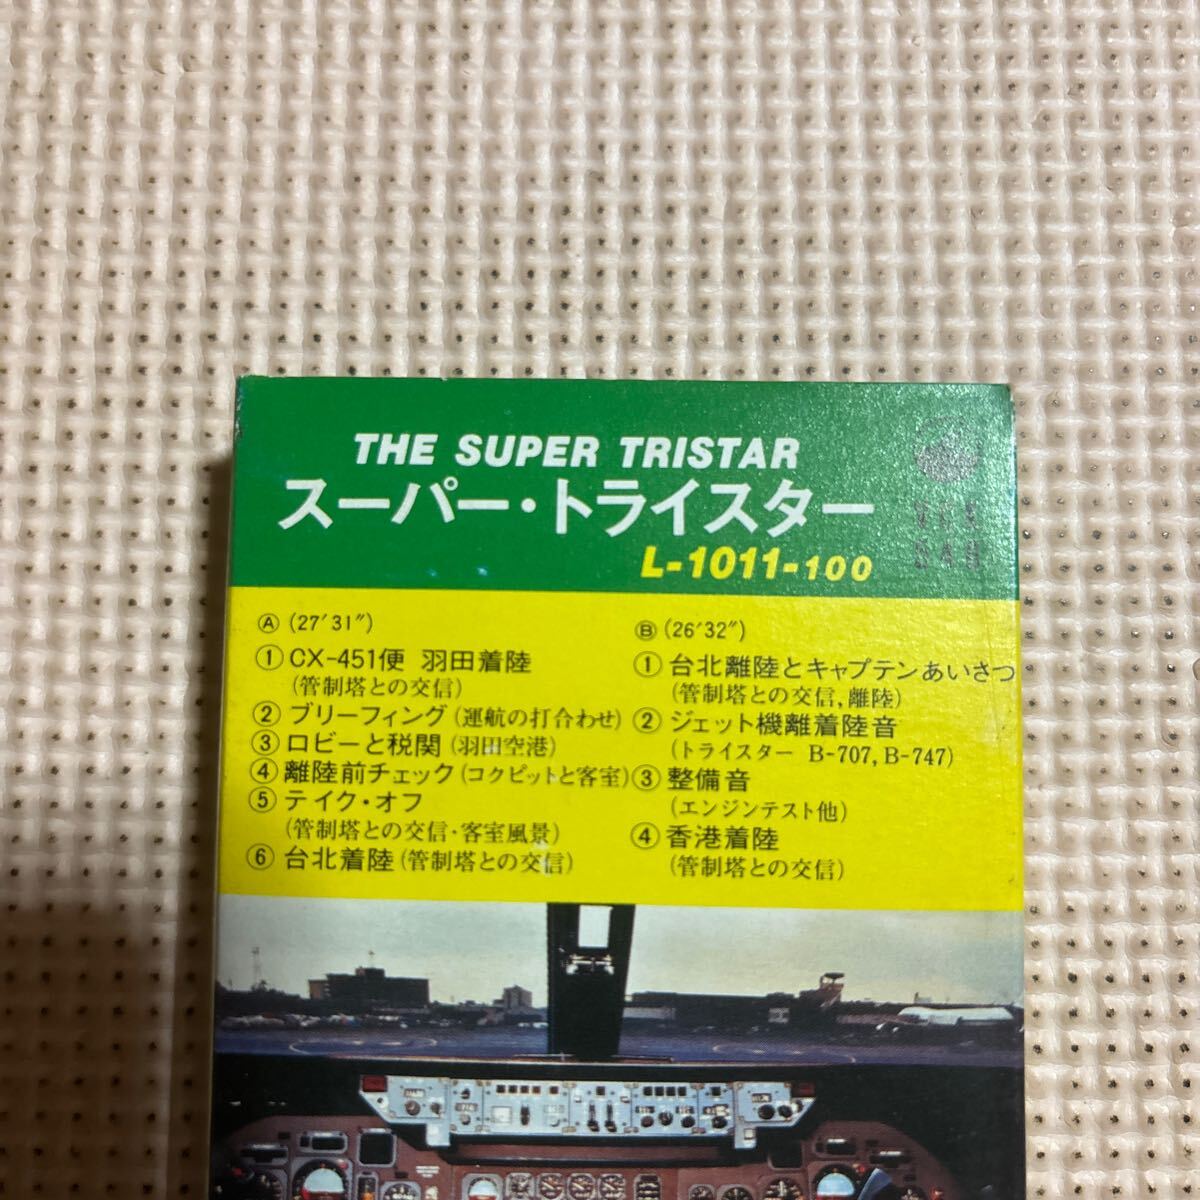 THE SUPER TRISTAR
スーパー・トライスター
L-1011-100
VCK
Ⓐ (27′31″)
① CX-451便 羽田着陸
(管制塔との交信)
② ブリーフィング (運航の打合わせ)
③ ロビーと税関 (羽田空港)
④ 離陸前チェック (コクピットと客室)
⑤ テイク・オフ
(管制塔との交信・客室風景)
⑥ 台北着陸 (管制塔との交信)
Ⓑ (26′32″)
① 台北離陸とキャプテンあいさつ
(管制塔との交信, 離陸)
② ジェット機離着陸音
(トライスター B-707, B-747)
③ 整備音
(エンジンテスト他)
④ 香港着陸
(管制塔との交信)